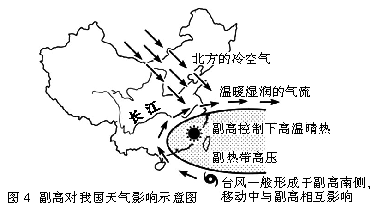 北方的冷空气
温暖湿润的气流
长江
副高控制下高温晴热
副热带高压
台风一般形成于副高南侧，
移动中与副高相互影响
图4 副高对我国天气影响示意图